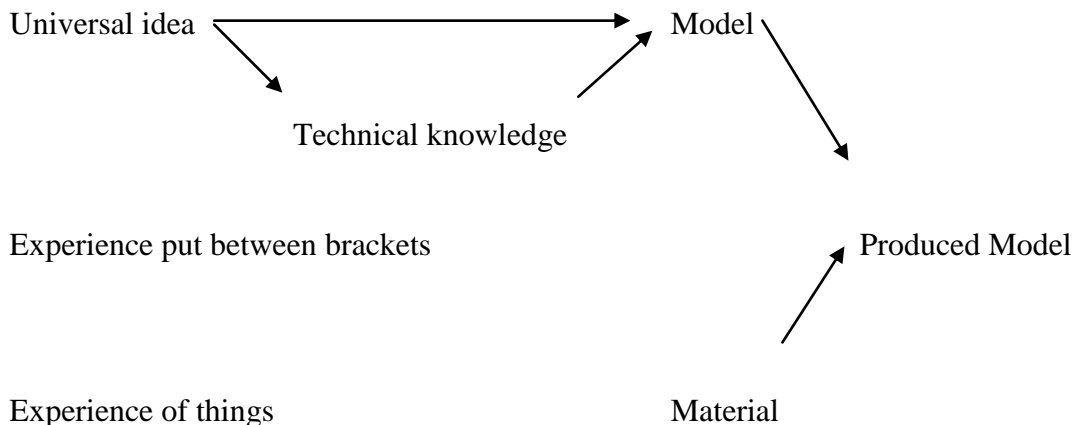 Universal idea Model
Technical knowledge
Experience put between brackets Produced Model
Experience of things Material